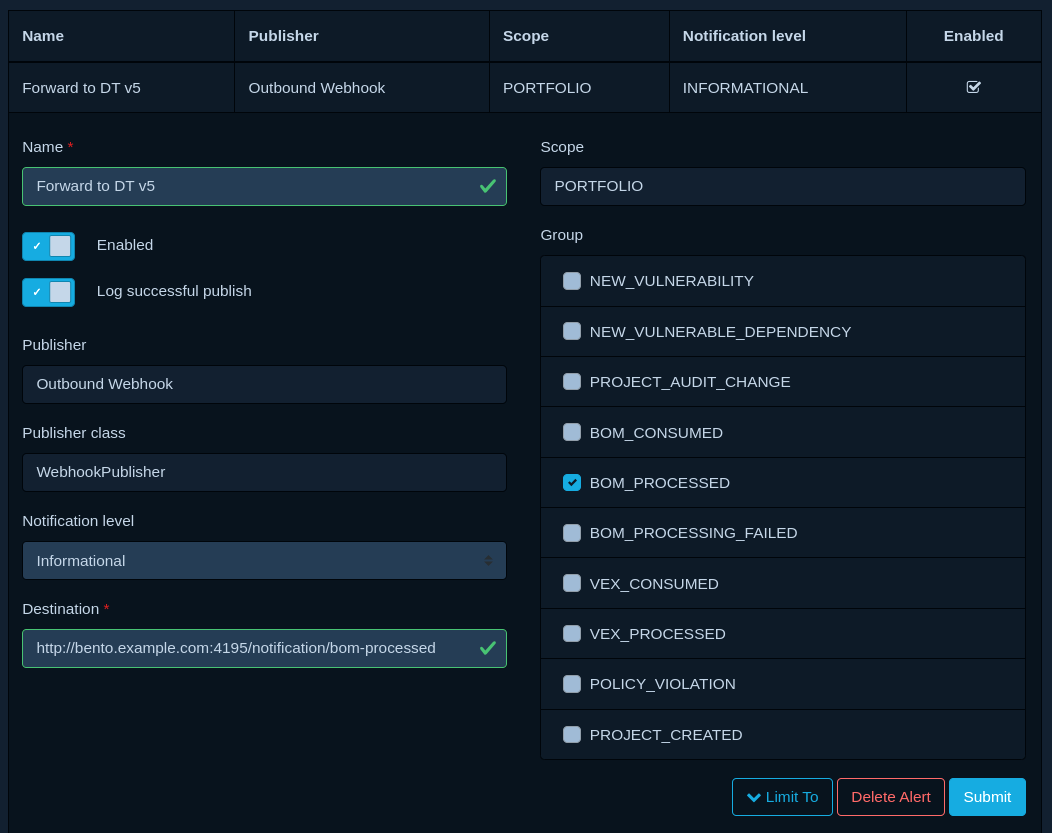 Name Publisher Scope Notification level Enabled
Forward to DT v5 Outbound Webhook PORTFOLIO INFORMATIONAL
Name *
Forward to DT v5
Enabled
Log successful publish
Publisher
Outbound Webhook
Publisher class
WebhookPublisher
Notification level
Informational
Destination *
http://bento.example.com:4195/notification/bom-processed
Scope
PORTFOLIO
Group
NEW_VULNERABILITY
NEW_VULNERABLE_DEPENDENCY
PROJECT_AUDIT_CHANGE
BOM_CONSUMED
BOM_PROCESSED
BOM_PROCESSING_FAILED
VEX_CONSUMED
VEX_PROCESSED
POLICY_VIOLATION
PROJECT_CREATED
Limit To Delete Alert Submit